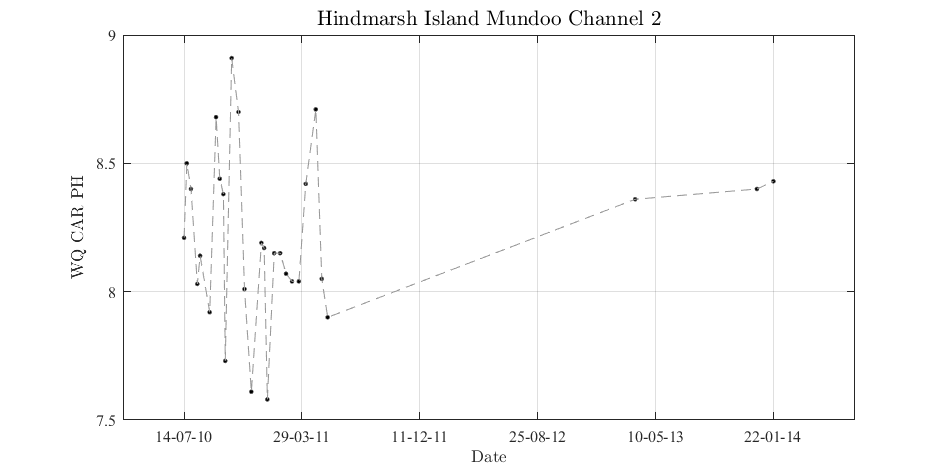 Hindmarsh Island Mundoo Channel 2
9
8.5
8
7.5
WQ CAR PH
14-07-10 29-03-11 11-12-11 25-08-12 10-05-13 22-01-14
Date